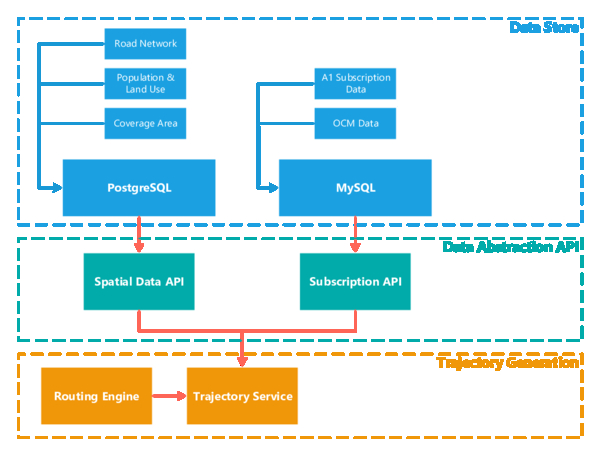 Data Store
Road Network
Population &
Land Use
A1 Subscription
Data
Coverage Area
OCM Data
PostgreSQL
MySQL
Data Abstraction API
Spatial Data API
Subscription API
Trajectory Generation
Routing Engine
Trajectory Service